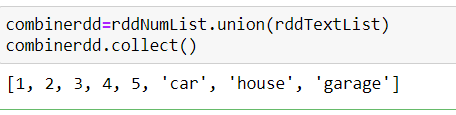 combinerdd=rddNumList.union(rddTextList)
combinerdd.collect()
[1, 2, 3, 4, 5, 'car', 'house', 'garage']